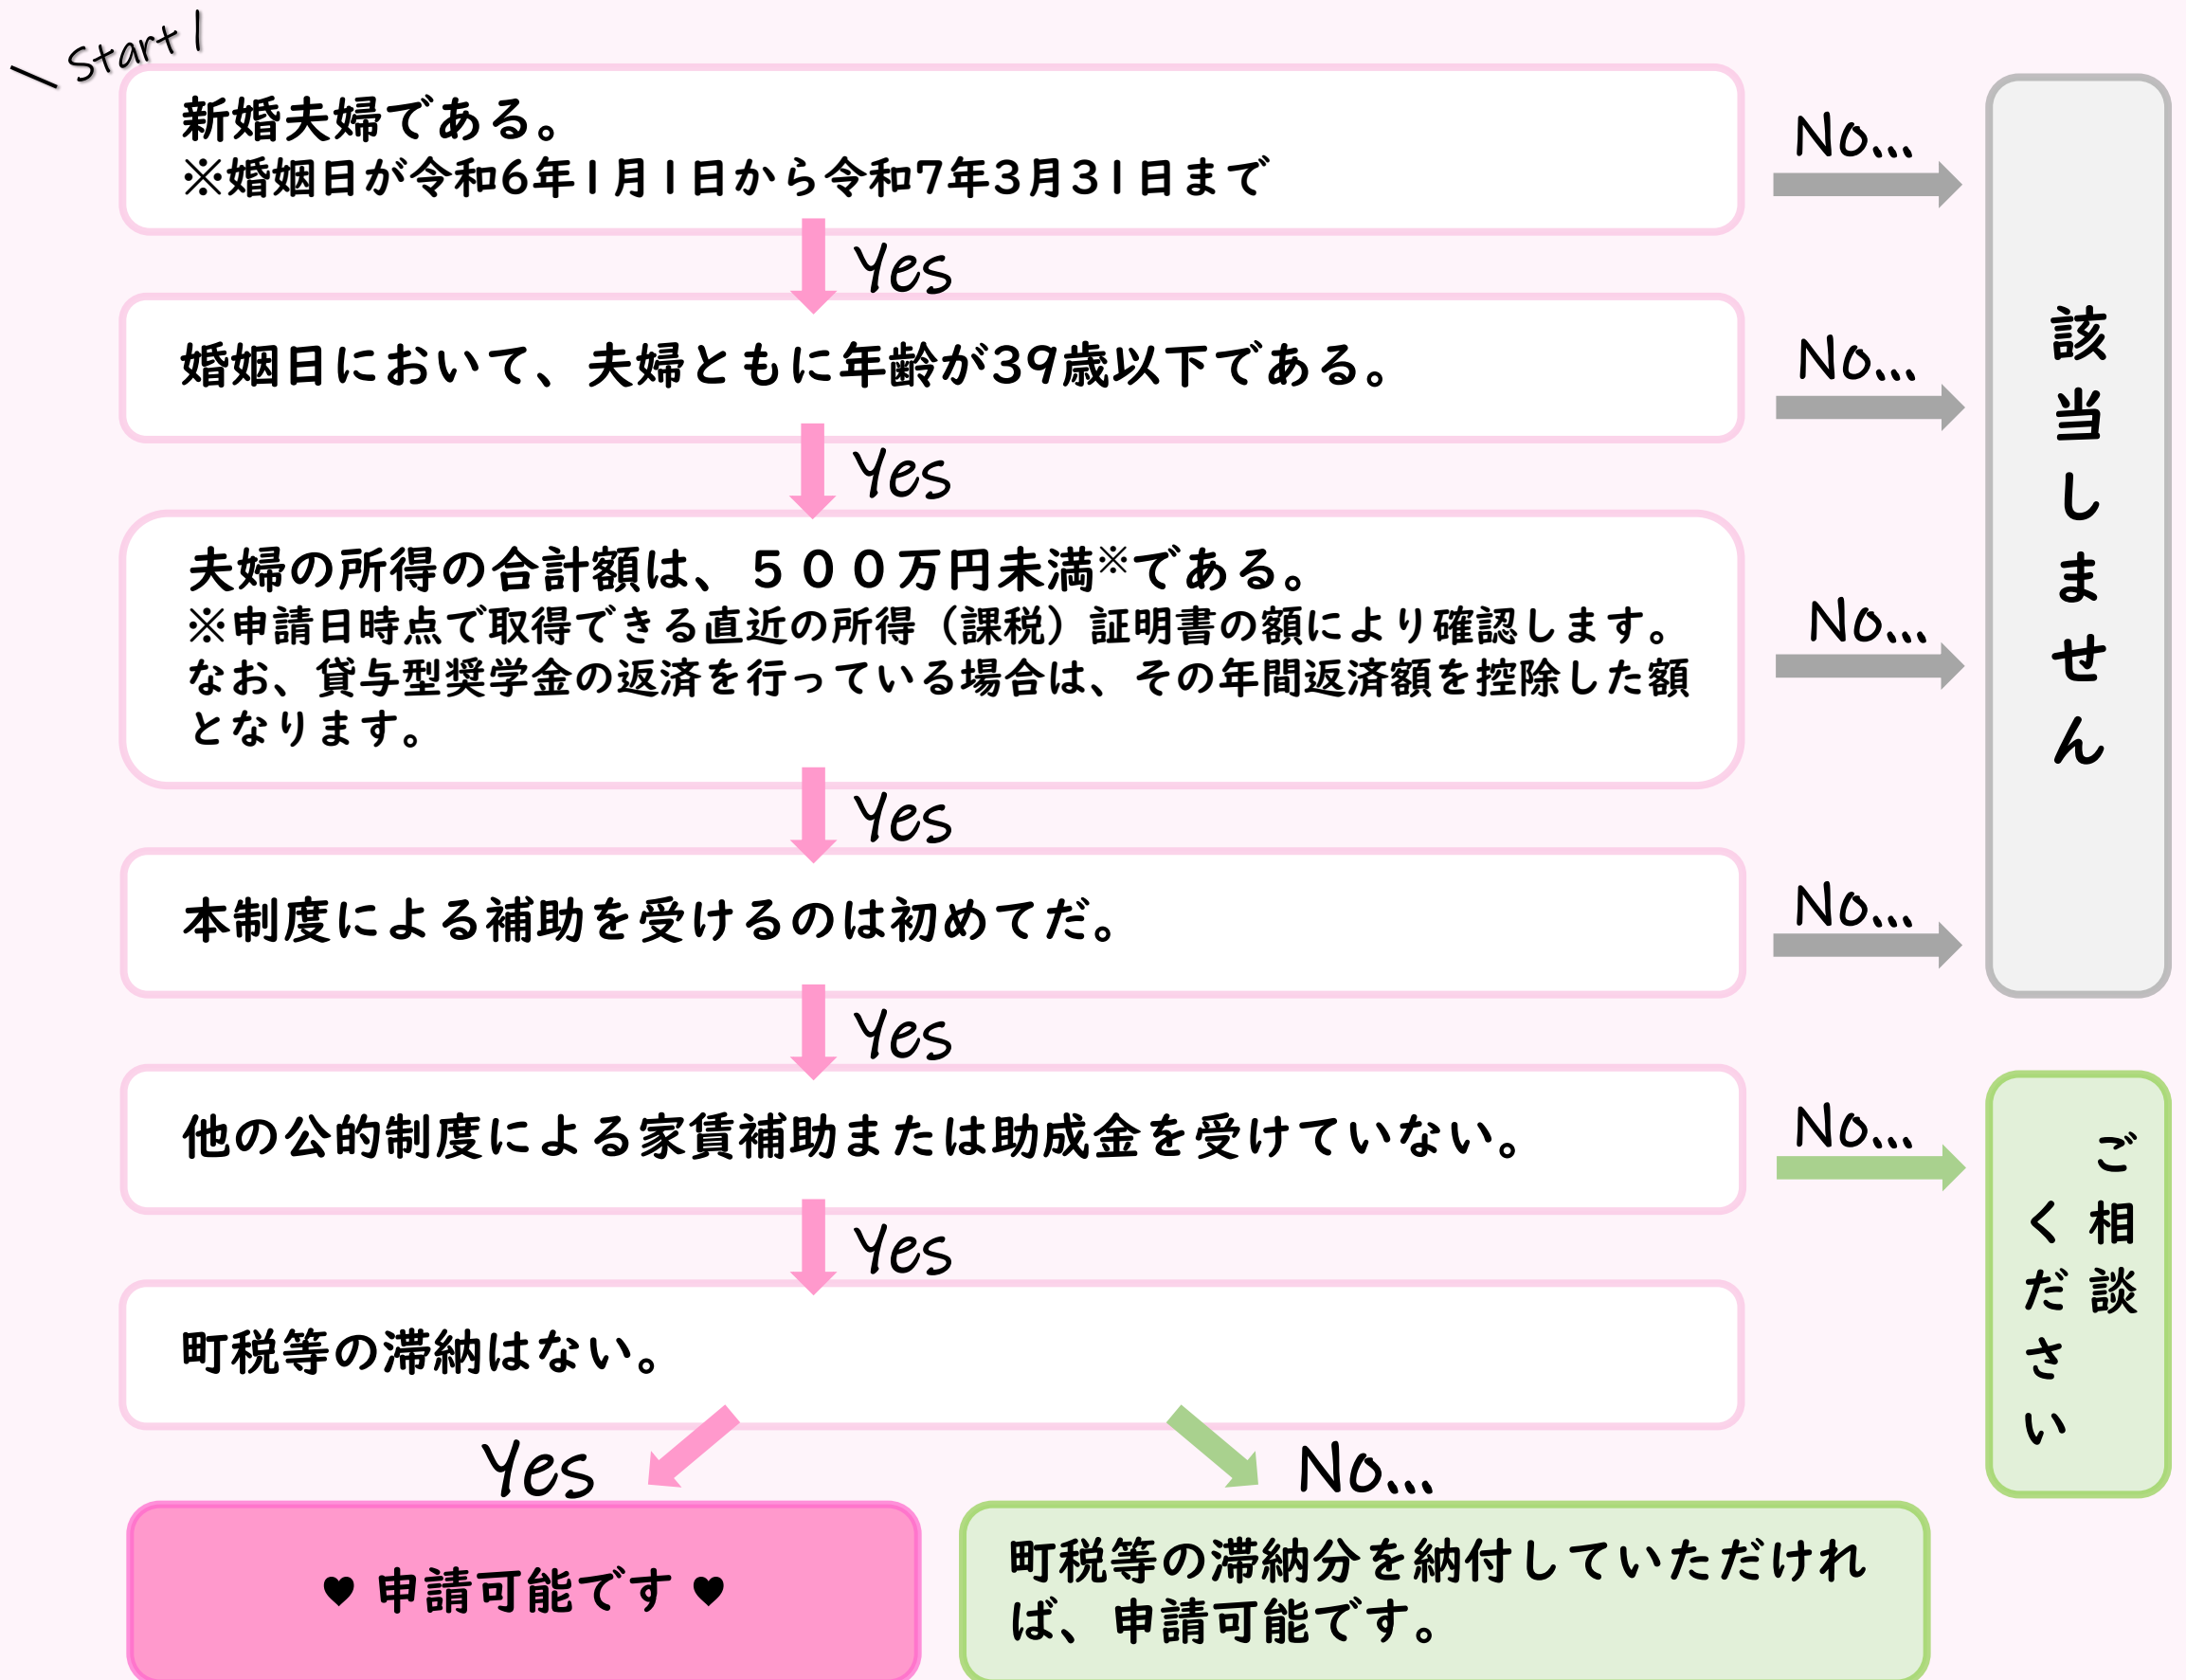 \ Start |
新婚夫婦である。
※婚姻日が令和6年1月1日から令和7年3月31日まで
No...
Yes
婚姻日において、夫婦ともに年齢が39歳以下である。
No...
Yes
夫婦の所得の合計額は、500万円未満※である。
※申請日時点で取得できる直近の所得(課税)証明書の額により確認します。
なお、貸与型奨学金の返済を行っている場合は、その年間返済額を控除した額
となります。
No...
Yes
本制度による補助を受けるのは初めてだ。
No...
該当しません
Yes
他の公的制度による家賃補助または助成金を受けていない。
No...
ご相談
ください
Yes
町税等の滞納はない。
Yes
No...
♥ 申請可能です ♥
町税等の滞納分を納付していただけれ
ば、申請可能です。